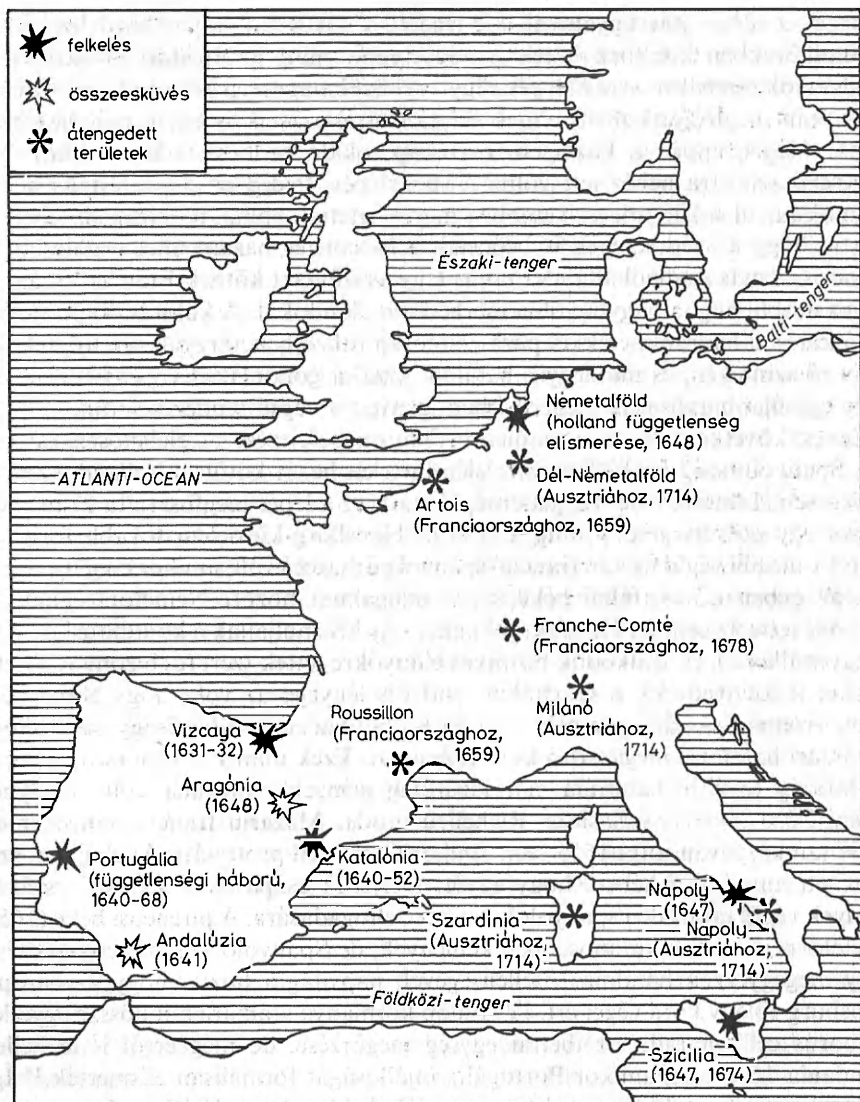 felkelés
összeesküvés
átengedett
területek
Északi-tenger
Balti-tenger
Németalföld
(holland függetlenség
elismerése, 1648)
ATLANTI-ÓCEÁN
Dél-Németalföld
(Ausztriához, 1714)
Artois
(Franciaországhoz, 1659)
Franche-Comté
(Franciaországhoz, 1678)
Vizcaya
(1631-32)
Roussillon
(Franciaországhoz,
1659)
Milánó
(Ausztriához,
1714)
Aragónia
(1648)
Portugália
(függetlenségi háború,
1640-68)
Katalónia
(1640-52)
Andalúzia
(1641)
Szardínia
(Ausztriához,
1714)
Nápoly
(1647)
Nápoly
(Ausztriához,
1714)
Földközi-tenger
Szicília
(1647, 1674)